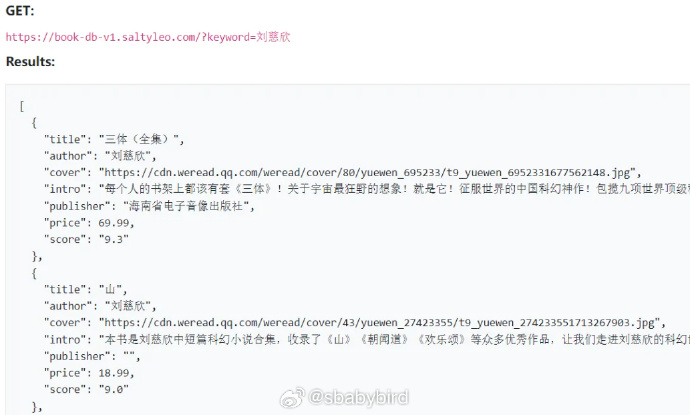 GET:
https://book-db-v1.saltyleo.com/?keyword=刘慈欣
Results:
[
{
"title": "三体（全集）",
"author": "刘慈欣",
"cover": "https://cdn.weread.qq.com/weread/cover/80/yuewen_695233/t9_yuewen_6952331677562148.jpg",
"intro": "每个人的书架上都该有套《三体》！关于宇宙最狂野的想象！就是它！征服世界的中国科幻神作！包揽九项世界顶级
"publisher": "海南省电子音像出版社",
"price": 69.99,
"score": "9.3"
},
{
"title": "山",
"author": "刘慈欣",
"cover": "https://cdn.weread.qq.com/weread/cover/43/yuewen_27423355/t9_yuewen_274233551713267903.jpg",
"intro": "本书是刘慈欣中短篇科幻小说合集，收录了《山》《朝闻道》《欢乐颂》等众多优秀作品，让我们走进刘慈欣的科幻
"publisher": "",
"price": 18.99,
"score": "9.0"
},
sbabybird